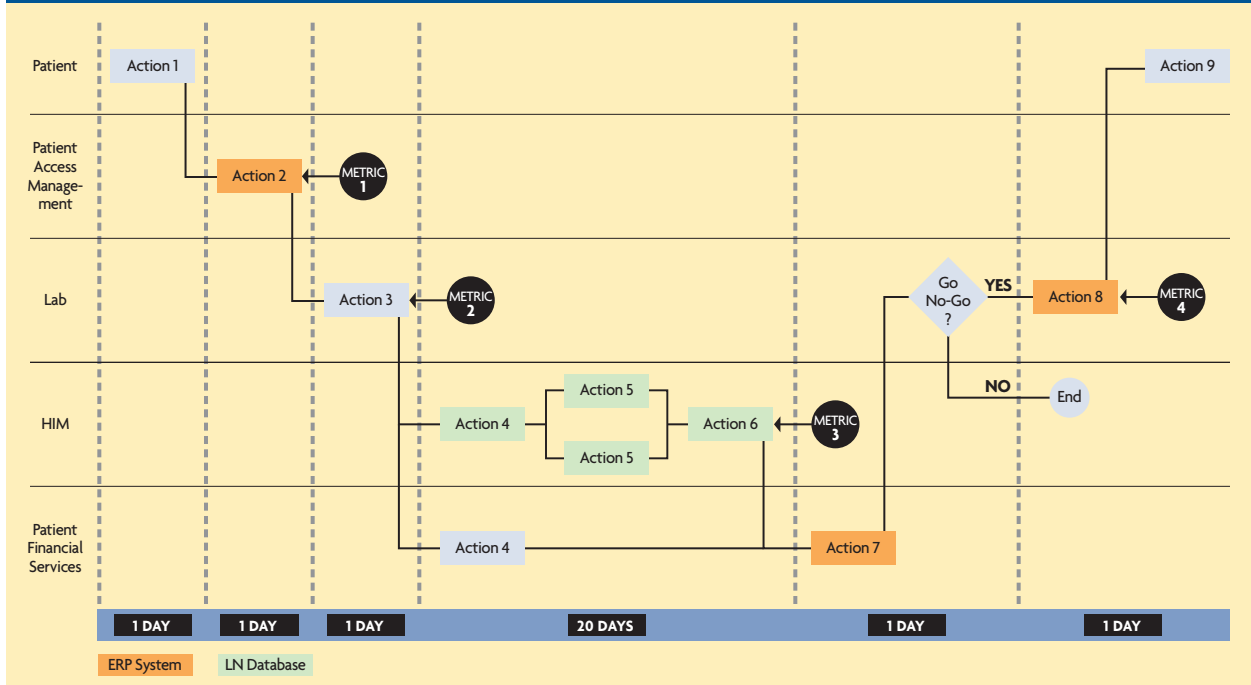 Patient
Action 1
Action 9
Patient
Access
Manage-
ment
Action 2
METRIC
1
Lab
Action 3
METRIC
2
Go
No-Go
?
YES
Action 8
METRIC
4
HIM
Action 4
Action 5
Action 5
Action 6
METRIC
3
NO
End
Patient
Financial
Services
Action 4
Action 7
1 DAY
1 DAY
1 DAY
20 DAYS
1 DAY
1 DAY
ERP System
LN Database